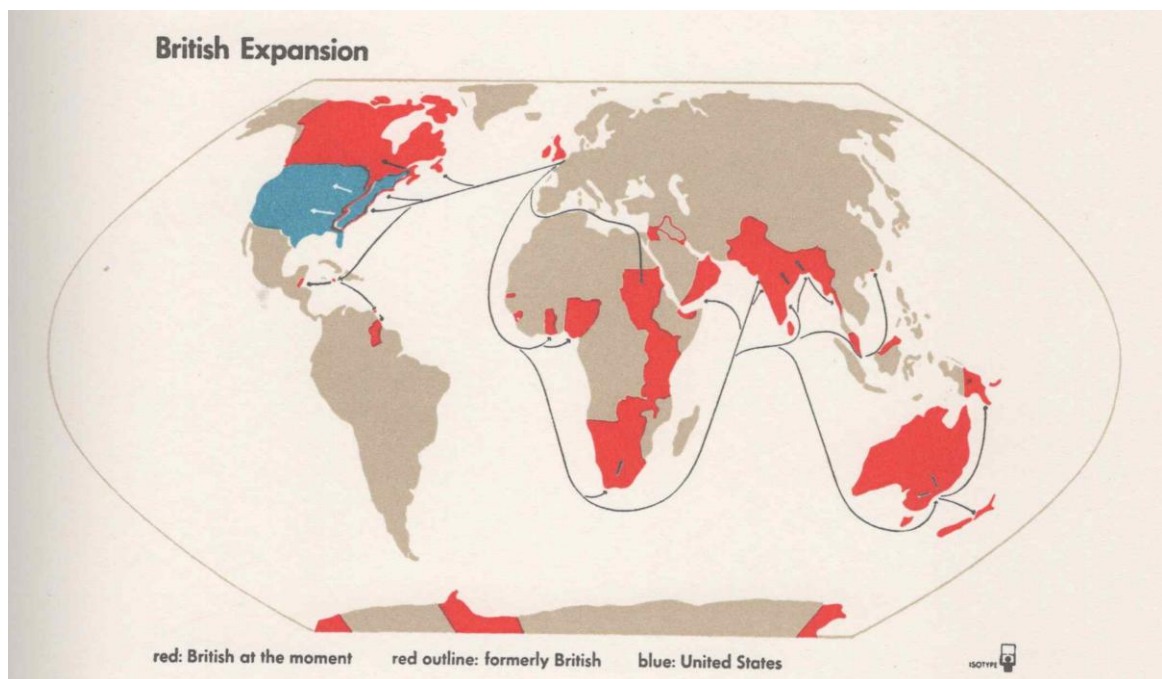 British Expansion
red: British at the moment red outline: formerly British blue: United States
ISOTYPE